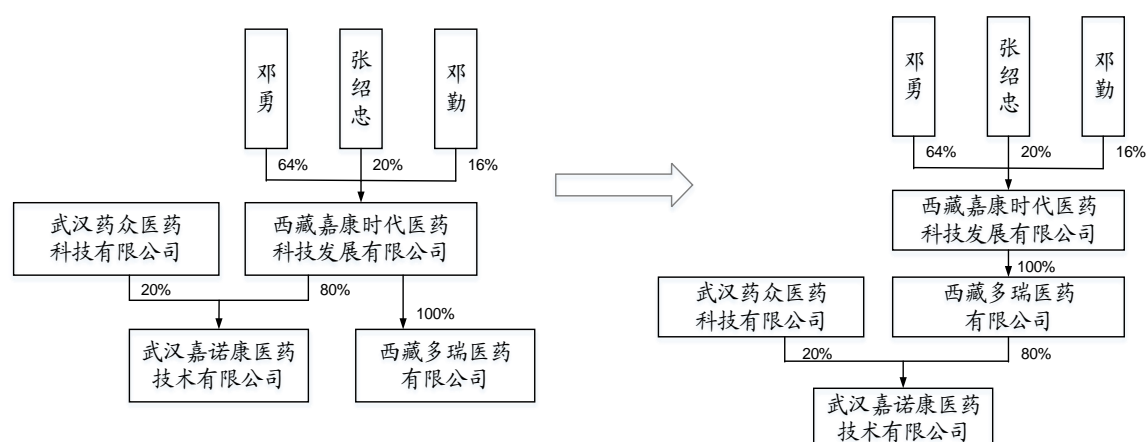 邓勇
张绍忠
邓勤
64%
20%
16%
武汉药众医药
科技有限公司
西藏嘉康时代医药
科技发展有限公司
20%
80%
100%
武汉嘉诺康医药
技术有限公司
西藏多瑞医药
有限公司
邓勇
张绍忠
邓勤
64%
20%
16%
西藏嘉康时代医药
科技发展有限公司
100%
武汉药众医药
科技有限公司
西藏多瑞医药
有限公司
20%
80%
武汉嘉诺康医药
技术有限公司